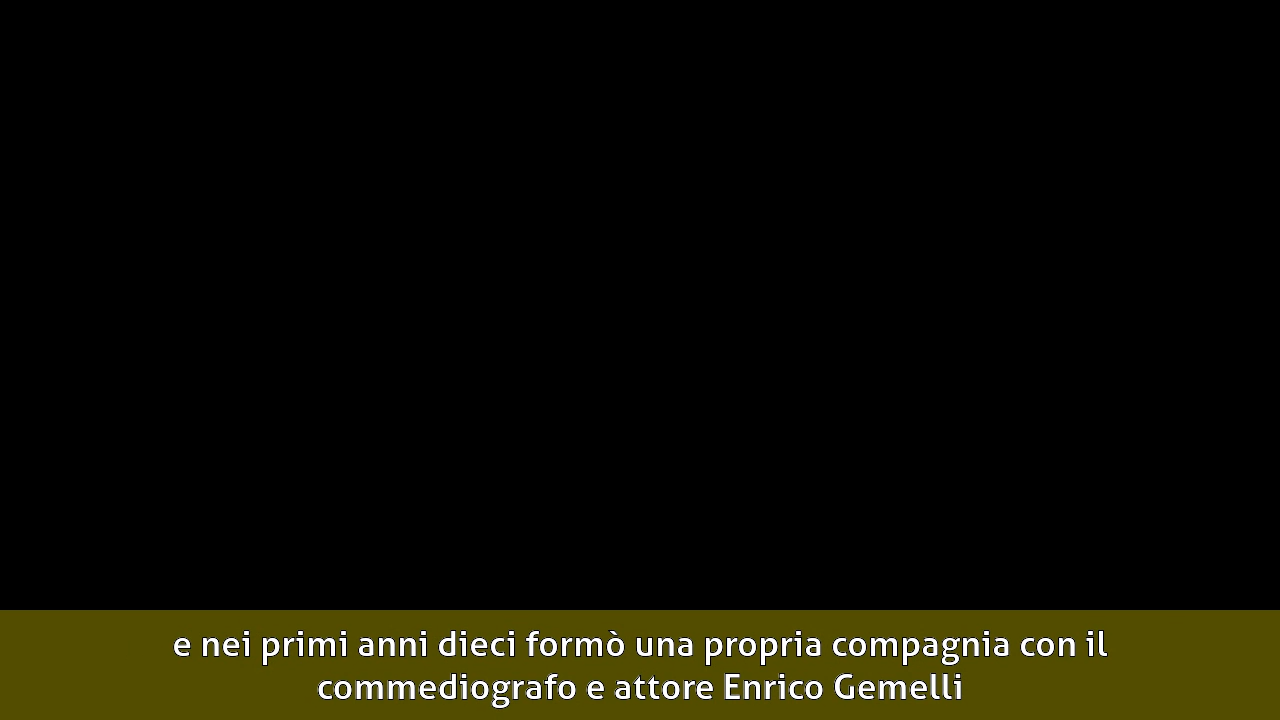 e nei primi anni dieci formò una propria compagnia con il
commediografo e attore Enrico Gemelli